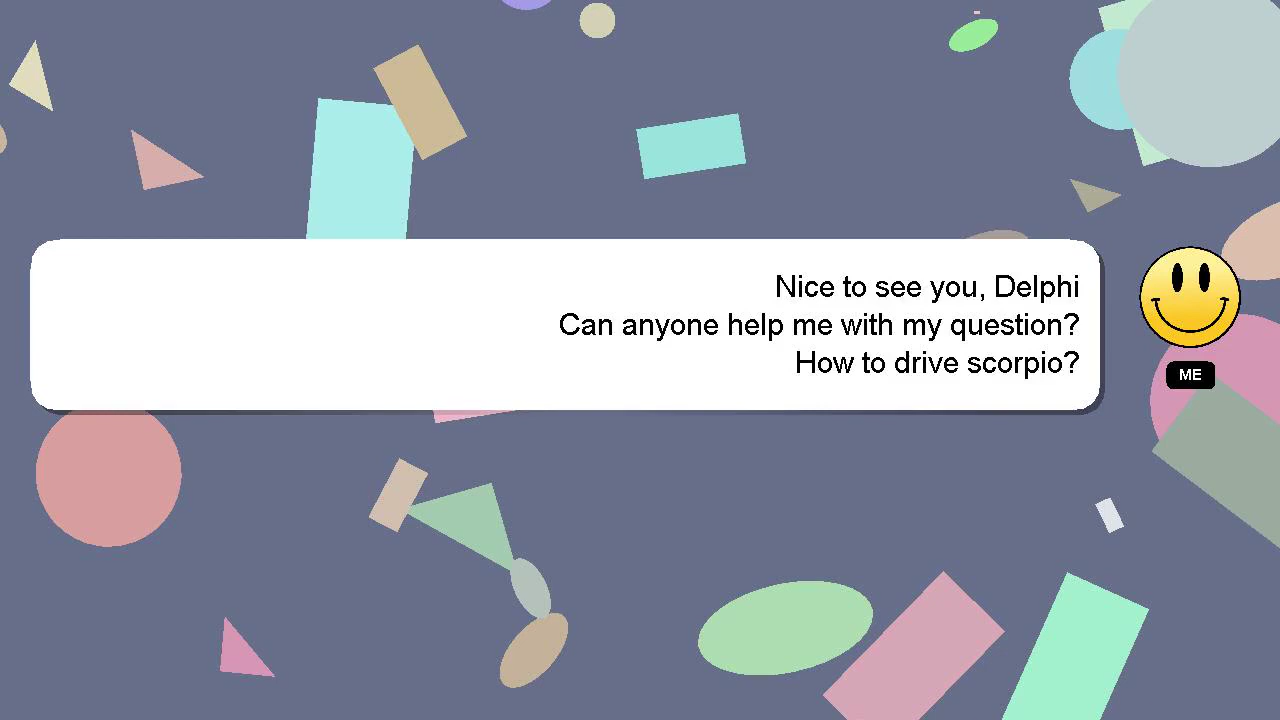 Nice to see you, Delphi
Can anyone help me with my question?
How to drive scorpio?
ME